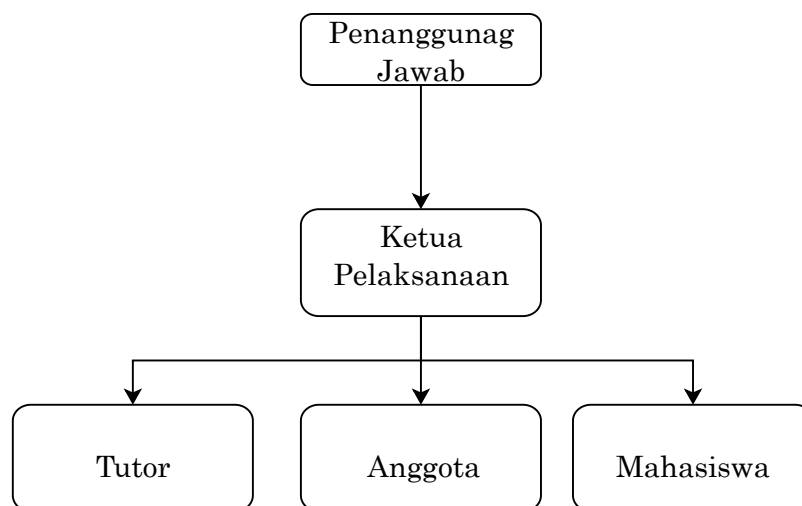 Penanggunag
Jawab
Ketua
Pelaksanaan
Tutor
Anggota
Mahasiswa